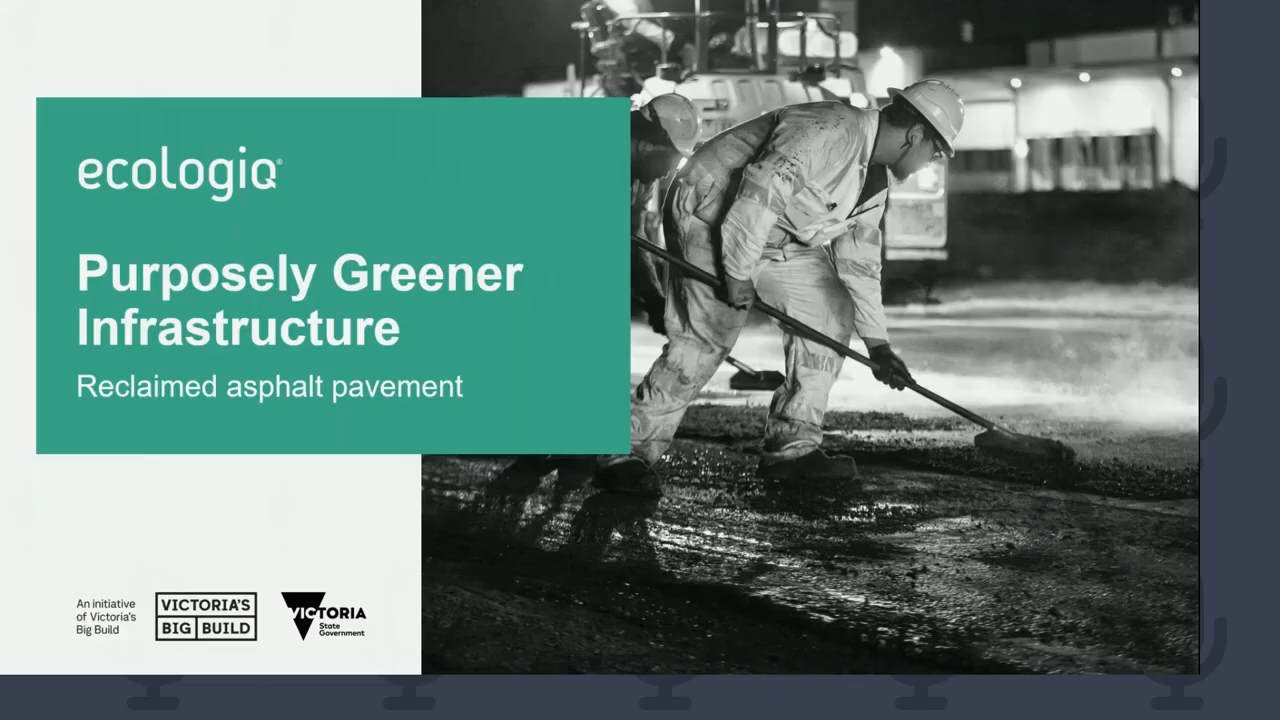 ecologiq®
Purposely Greener
Infrastructure
Reclaimed asphalt pavement
An initiative
of Victoria's
Big Build
VICTORIA'S
BIG BUILD
VICTORIA
State
Government